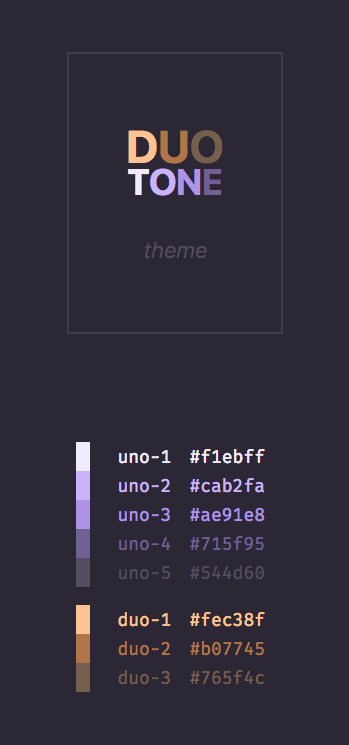 DUO
TONE
theme
uno-1 #f1ebff
uno-2 #cab2fa
uno-3 #ae91e8
uno-4 #715f95
uno-5 #544d60
duo-1 #fec38f
duo-2 #b07745
duo-3 #765f4c